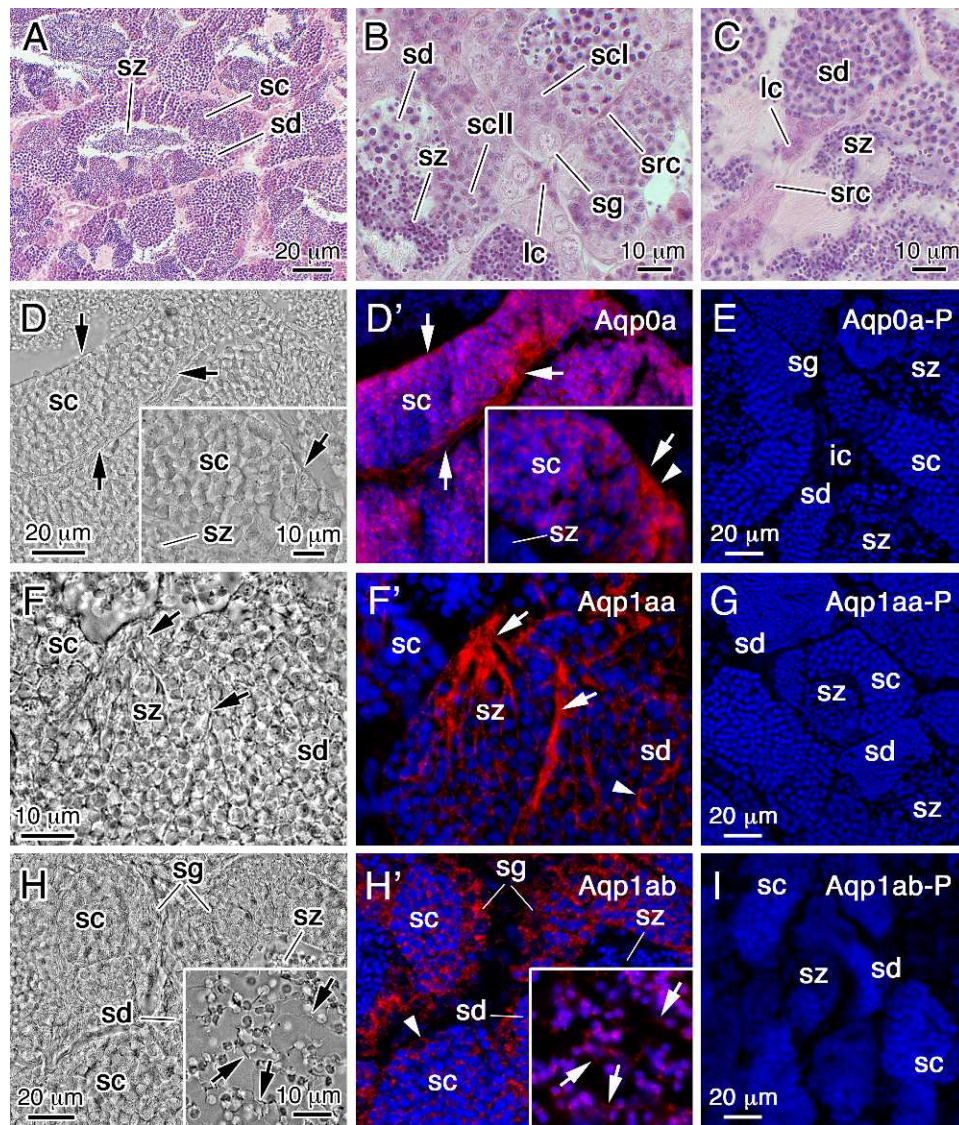 A
sz
sc
sd
20 µm
B
sd
scI
scII
sz
src
sg
lc
10 µm
C
sd
lc
sz
src
10 µm
D
sc
20 µm
sc
sz
10 µm
D'
Aqp0a
sc
sc
sz
E
Aqp0a-P
sg
sz
ic
sc
sd
sz
20 µm
F
sc
sz
sd
10 µm
F'
Aqp1aa
sc
sz
sd
G
Aqp1aa-P
sd
sz
sc
sd
sz
20 µm
H
sg
sc
sz
sd
sc
20 µm
10 µm
H'
sg
Aqp1ab
sc
sz
sd
sc
I
Aqp1ab-P
sc
sz
sd
sc
20 µm